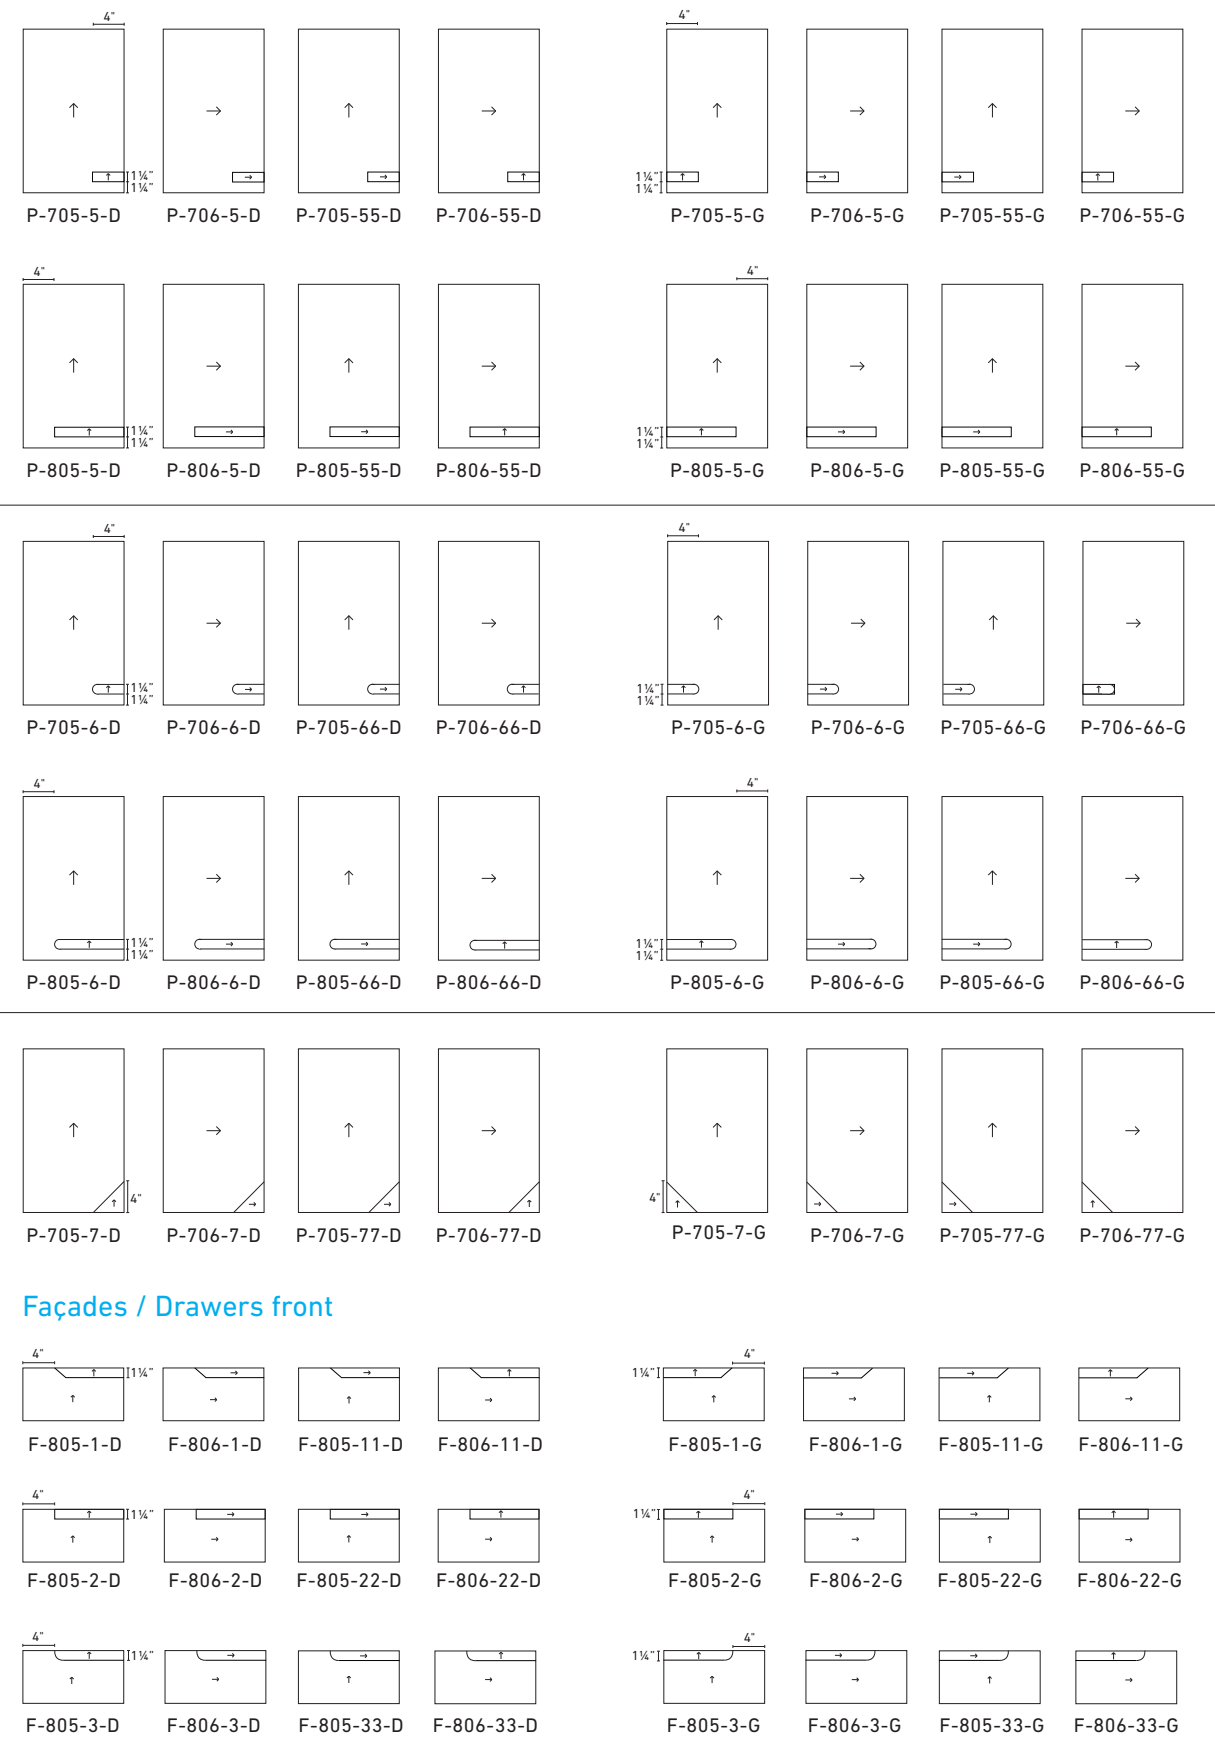 4" 4"
1¼" 1¼"
1¼" 1¼"
P-705-5-D P-706-5-D P-705-55-D P-706-55-D P-705-5-G P-706-5-G P-705-55-G P-706-55-G
4" 4"
1¼" 1¼"
1¼" 1¼"
P-805-5-D P-806-5-D P-805-55-D P-806-55-D P-805-5-G P-806-5-G P-805-55-G P-806-55-G
4" 4"
1¼" 1¼"
1¼" 1¼"
P-705-6-D P-706-6-D P-705-66-D P-706-66-D P-705-6-G P-706-6-G P-705-66-G P-706-66-G
4" 4"
1¼" 1¼"
1¼" 1¼"
P-805-6-D P-806-6-D P-805-66-D P-806-66-D P-805-6-G P-806-6-G P-805-66-G P-806-66-G
4" 4"
P-705-7-D P-706-7-D P-705-77-D P-706-77-D P-705-7-G P-706-7-G P-705-77-G P-706-77-G
Façades / Drawers front
4" 4"
1¼" 1¼"
F-805-1-D F-806-1-D F-805-11-D F-806-11-D F-805-1-G F-806-1-G F-805-11-G F-806-11-G
4" 4"
1¼" 1¼"
F-805-2-D F-806-2-D F-805-22-D F-806-22-D F-805-2-G F-806-2-G F-805-22-G F-806-22-G
4" 4"
1¼" 1¼"
F-805-3-D F-806-3-D F-805-33-D F-806-33-D F-805-3-G F-806-3-G F-805-33-G F-806-33-G